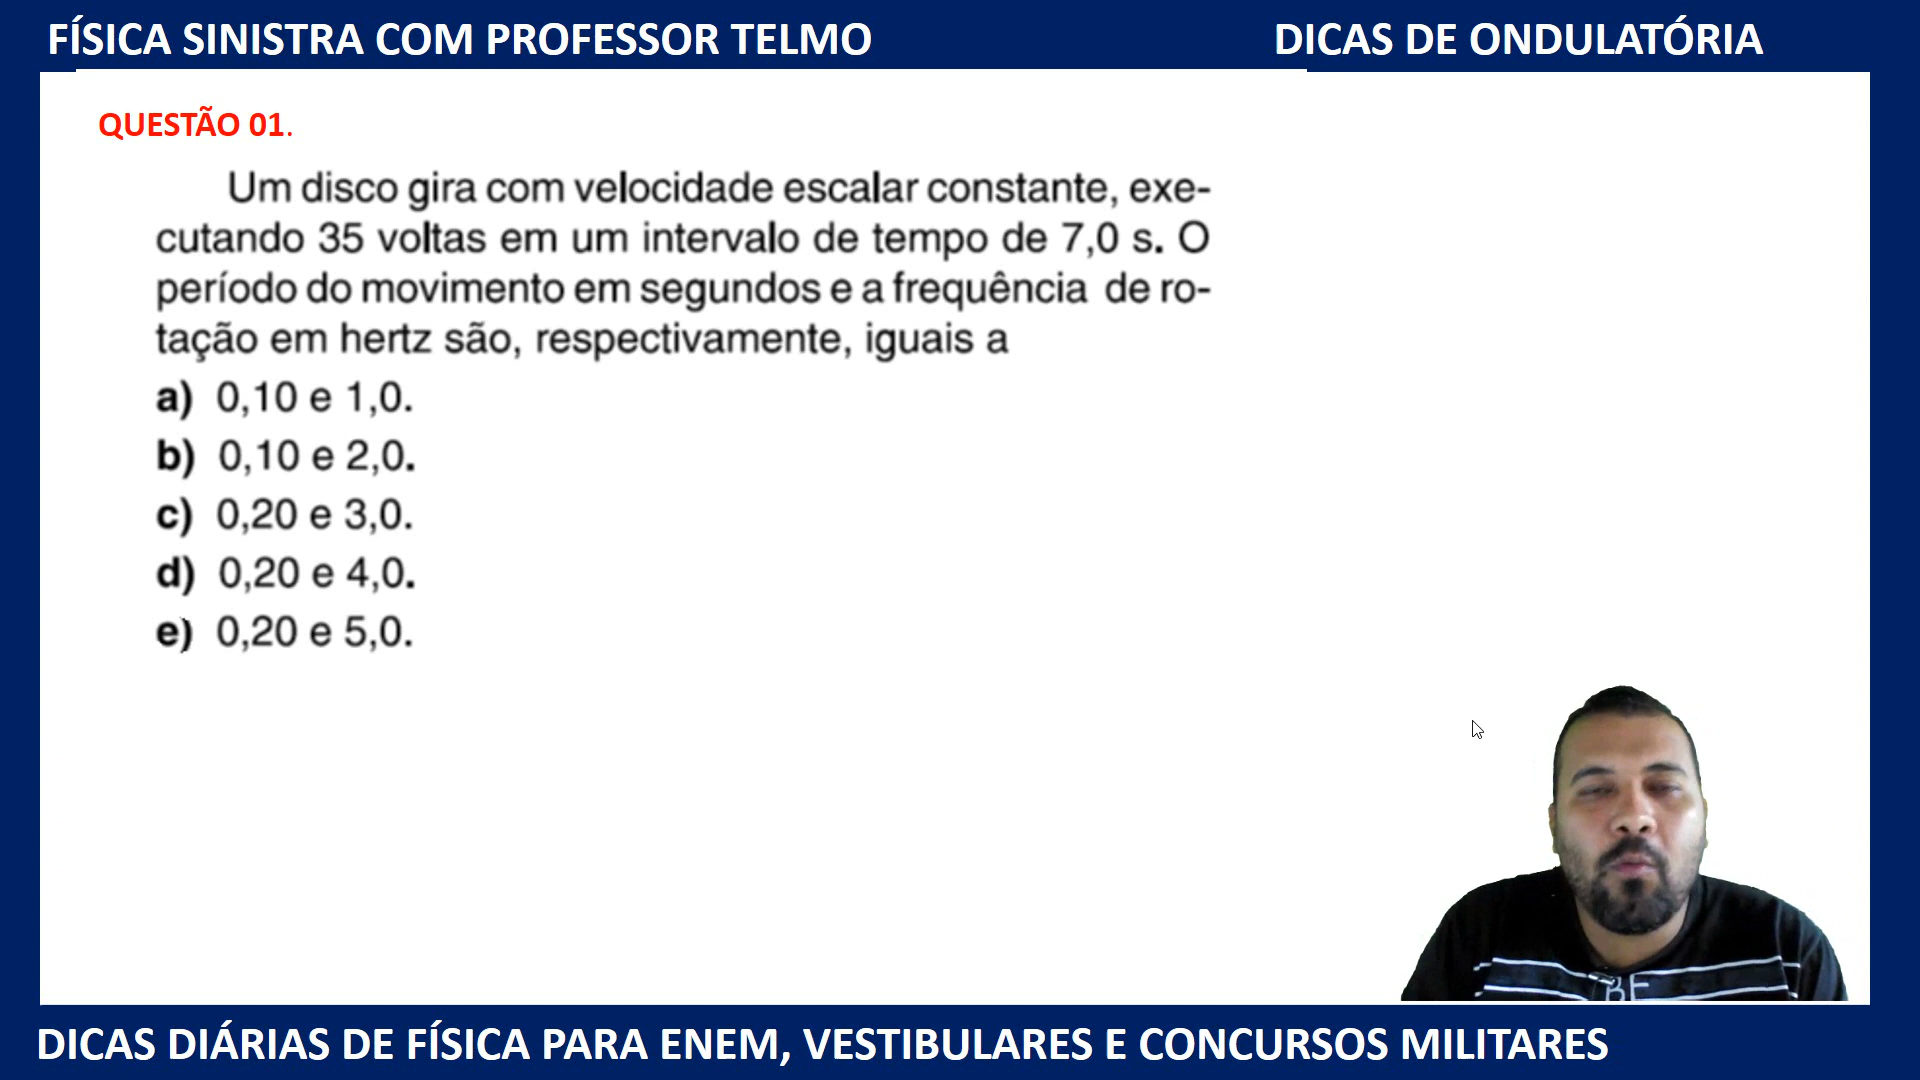 FÍSICA SINISTRA COM PROFESSOR TELMO
DICAS DE ONDULATÓRIA
QUESTÃO 01.
Um disco gira com velocidade escalar constante, exe-
cutando 35 voltas em um intervalo de tempo de 7,0 s. O
período do movimento em segundos e a frequência de ro-
tação em hertz são, respectivamente, iguais a
a) 0,10 e 1,0.
b) 0,10 e 2,0.
c) 0,20 e 3,0.
d) 0,20 e 4,0.
e) 0,20 e 5,0.
DICAS DIÁRIAS DE FÍSICA PARA ENEM, VESTIBULARES E CONCURSOS MILITARES